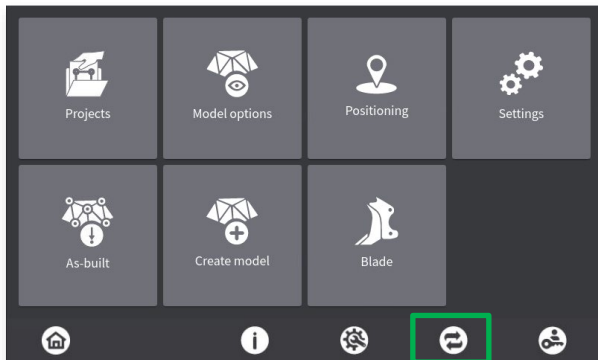 Projects
Model options
Positioning
Settings
As-built
Create model
Blade